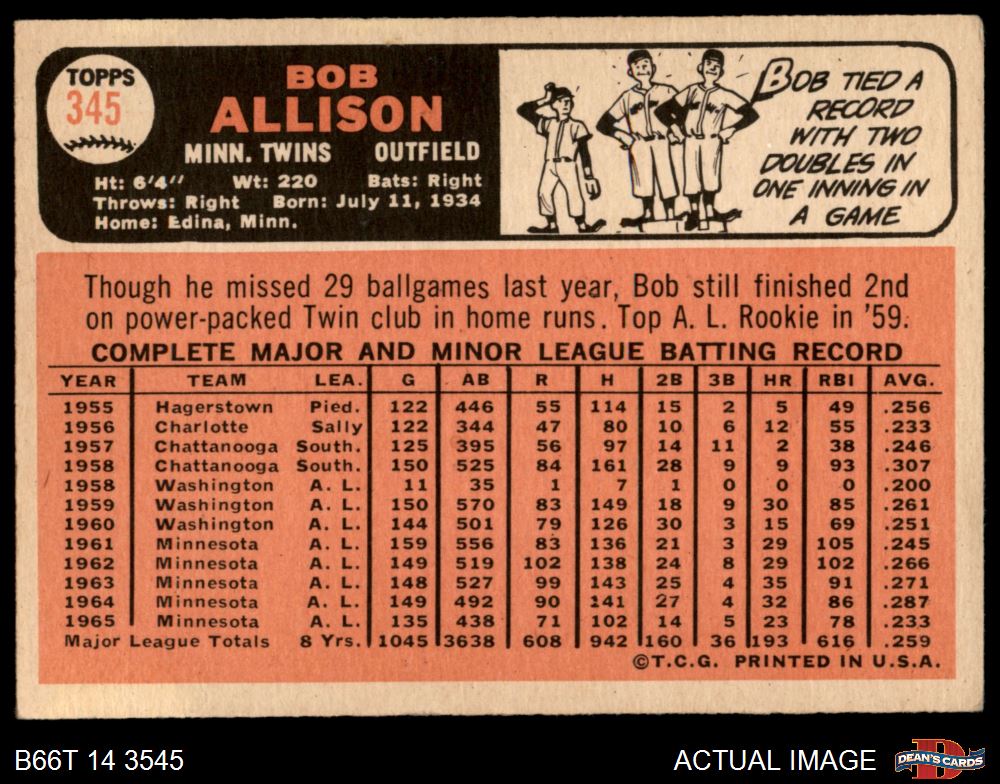 TOPPS
345
BOB
ALLISON
MINN. TWINS OUTFIELD
Ht: 6'4" Wt: 220 Bats: Right
Throws: Right Born: July 11, 1934
Home: Edina, Minn.
BOB TIED A
RECORD
WITH TWO
DOUBLES IN
ONE INNING IN
A GAME
Though he missed 29 ballgames last year, Bob still finished 2nd
on power-packed Twin club in home runs. Top A. L. Rookie in '59.
COMPLETE MAJOR AND MINOR LEAGUE BATTING RECORD
YEAR TEAM LEA. G AB R H 2B 3B HR RBI AVG.
1955 Hagerstown Pied. 122 446 55 114 15 2 5 49 .256
1956 Charlotte Sally 122 344 47 80 10 6 12 55 .233
1957 Chattanooga South. 125 395 56 97 14 11 2 38 .246
1958 Chattanooga South. 150 525 84 161 28 9 9 93 .307
1958 Washington A. L. 11 35 1 7 1 0 0 0 .200
1959 Washington A. L. 150 570 83 149 18 9 30 85 .261
1960 Washington A. L. 144 501 79 126 30 3 15 69 .251
1961 Minnesota A. L. 159 556 83 136 21 3 29 105 .245
1962 Minnesota A. L. 149 519 102 138 24 8 29 102 .266
1963 Minnesota A. L. 148 527 99 143 25 4 35 91 .271
1964 Minnesota A. L. 149 492 90 141 27 4 32 86 .287
1965 Minnesota A. L. 135 438 71 102 14 5 23 78 .233
Major League Totals 8 Yrs. 1045 3638 608 942 160 36 193 616 .259
©T.C.G. PRINTED IN U.S.A.
B66T 14 3545
ACTUAL IMAGE
DEAN'S CARDS